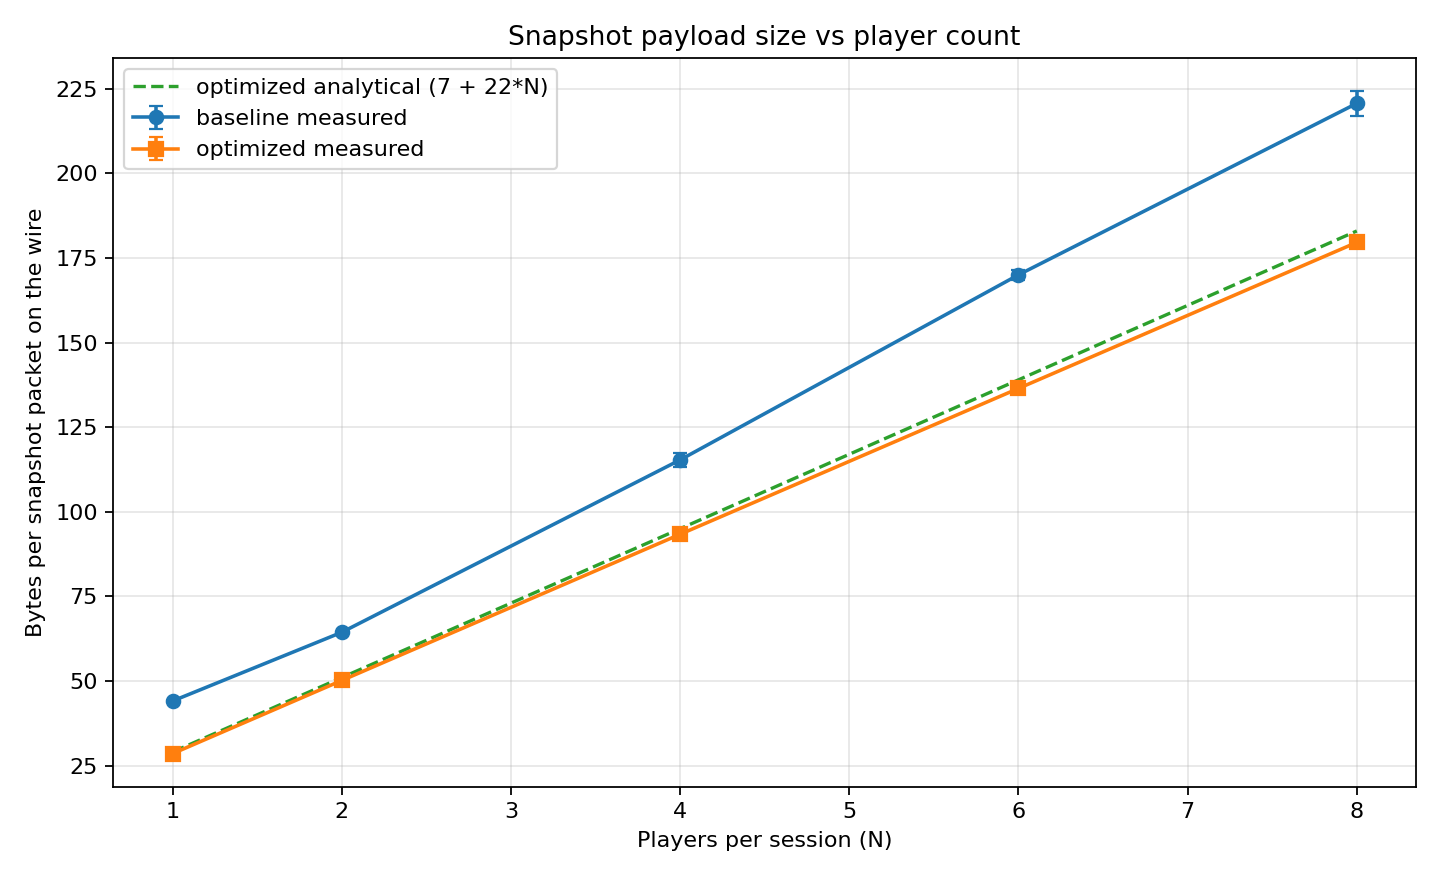 Snapshot payload size vs player count
optimized analytical (7 + 22*N)
baseline measured
optimized measured
Bytes per snapshot packet on the wire
225
200
175
150
125
100
75
50
25
1 2 3 4 5 6 7 8
Players per session (N)